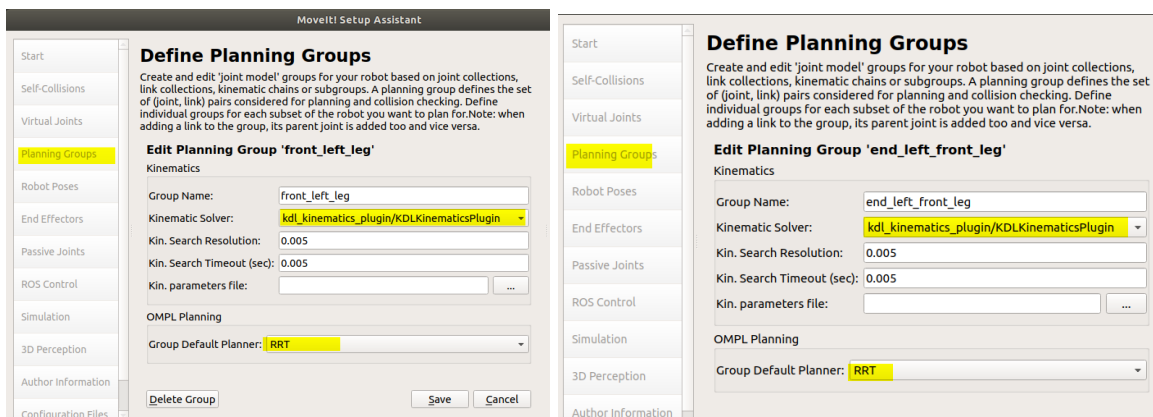 MoveIt! Setup Assistant
Start
Self-Collisions
Virtual Joints
Planning Groups
Robot Poses
End Effectors
Passive Joints
ROS Control
Simulation
3D Perception
Author Information
Configuration Files
Define Planning Groups
Create and edit 'joint model' groups for your robot based on joint collections,
link collections, kinematic chains or subgroups. A planning group defines the set
of (joint, link) pairs considered for planning and collision checking. Define
individual groups for each subset of the robot you want to plan for.Note: when
adding a link to the group, its parent joint is added too and vice versa.
Edit Planning Group 'front_left_leg'
Kinematics
Group Name: front_left_leg
Kinematic Solver: kdl_kinematics_plugin/KDLKinematicsPlugin
Kin. Search Resolution: 0.005
Kin. Search Timeout (sec): 0.005
Kin. parameters file: ...
OMPL Planning
Group Default Planner: RRT
Delete Group Save Cancel
Start
Self-Collisions
Virtual Joints
Planning Groups
Robot Poses
End Effectors
Passive Joints
ROS Control
Simulation
3D Perception
Author Information
Define Planning Groups
Create and edit 'joint model' groups for your robot based on joint collections,
link collections, kinematic chains or subgroups. A planning group defines the set
of (joint, link) pairs considered for planning and collision checking. Define
individual groups for each subset of the robot you want to plan for.Note: when
adding a link to the group, its parent joint is added too and vice versa.
Edit Planning Group 'end_left_front_leg'
Kinematics
Group Name: end_left_front_leg
Kinematic Solver: kdl_kinematics_plugin/KDLKinematicsPlugin
Kin. Search Resolution: 0.005
Kin. Search Timeout (sec): 0.005
Kin. parameters file: ...
OMPL Planning
Group Default Planner: RRT